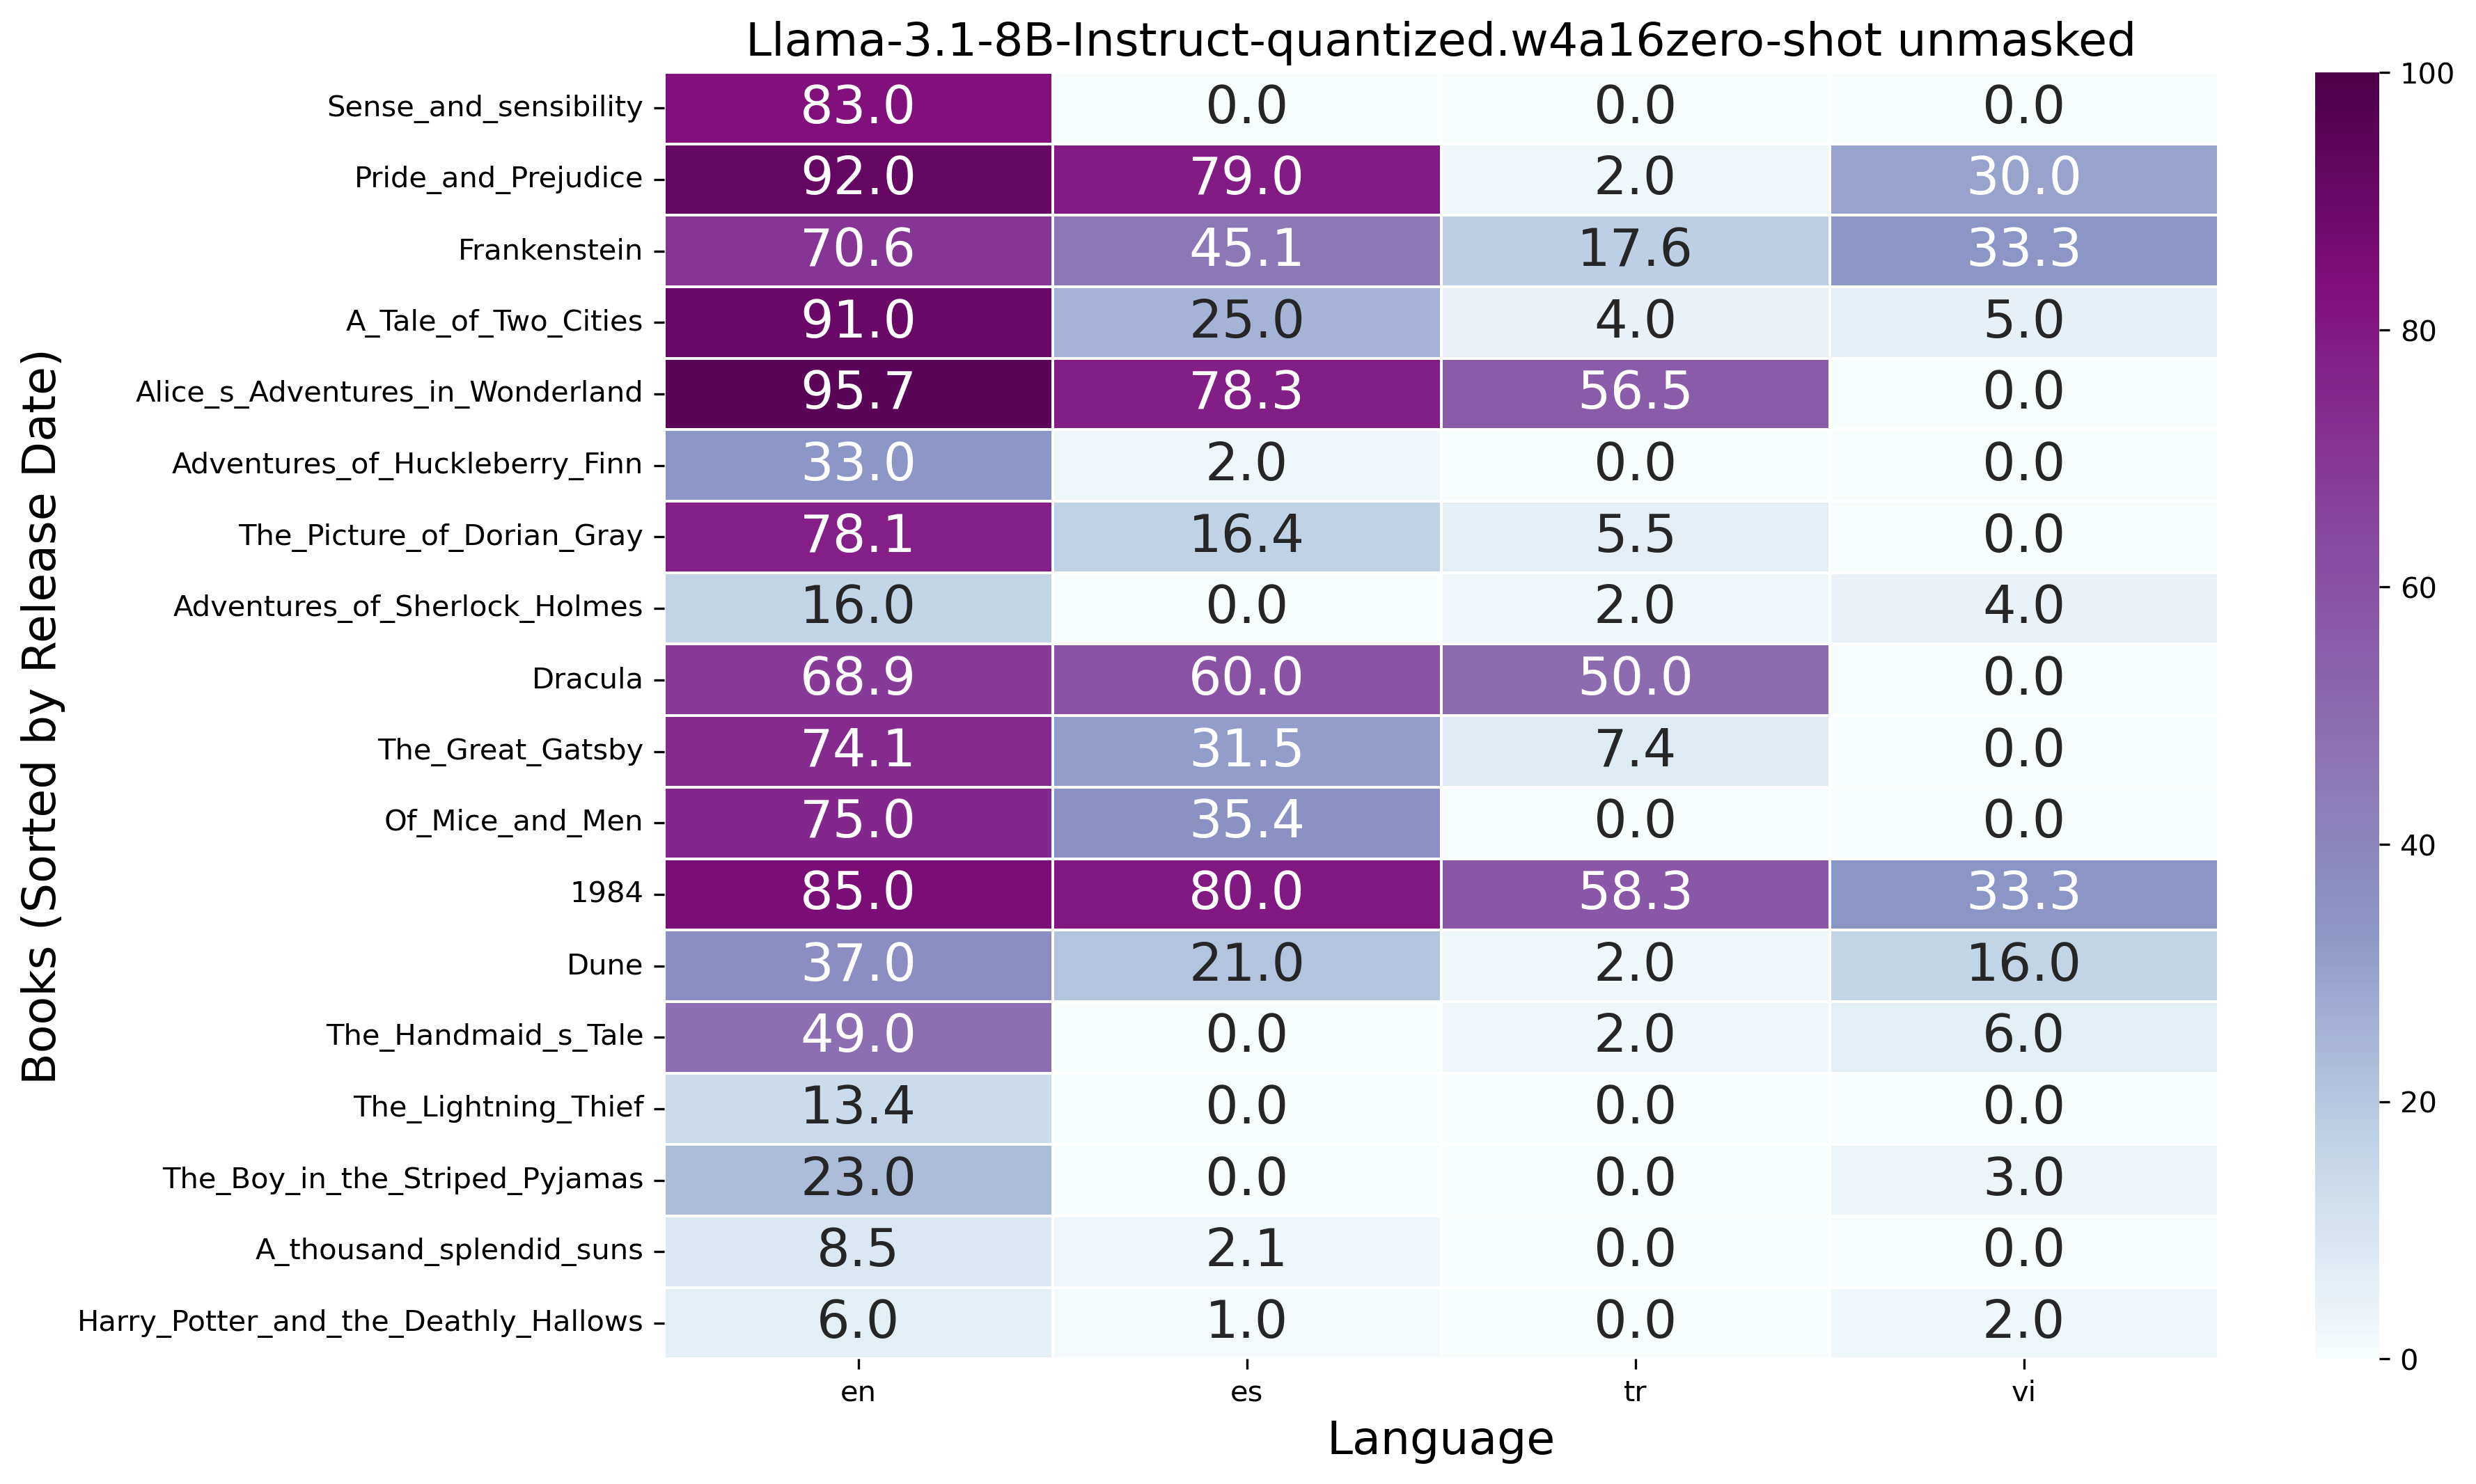 Llama-3.1-8B-Instruct-quantized.w4a16zero-shot unmasked
Books (Sorted by Release Date)
Sense_and_sensibility 83.0 0.0 0.0 0.0
Pride_and_Prejudice 92.0 79.0 2.0 30.0
Frankenstein 70.6 45.1 17.6 33.3
A_Tale_of_Two_Cities 91.0 25.0 4.0 5.0
Alice_s_Adventures_in_Wonderland 95.7 78.3 56.5 0.0
Adventures_of_Huckleberry_Finn 33.0 2.0 0.0 0.0
The_Picture_of_Dorian_Gray 78.1 16.4 5.5 0.0
Adventures_of_Sherlock_Holmes 16.0 0.0 2.0 4.0
Dracula 68.9 60.0 50.0 0.0
The_Great_Gatsby 74.1 31.5 7.4 0.0
Of_Mice_and_Men 75.0 35.4 0.0 0.0
1984 85.0 80.0 58.3 33.3
Dune 37.0 21.0 2.0 16.0
The_Handmaid_s_Tale 49.0 0.0 2.0 6.0
The_Lightning_Thief 13.4 0.0 0.0 0.0
The_Boy_in_the_Striped_Pyjamas 23.0 0.0 0.0 3.0
A_thousand_splendid_suns 8.5 2.1 0.0 0.0
Harry_Potter_and_the_Deathly_Hallows 6.0 1.0 0.0 2.0
en es tr vi
Language
100
80
60
40
20
0